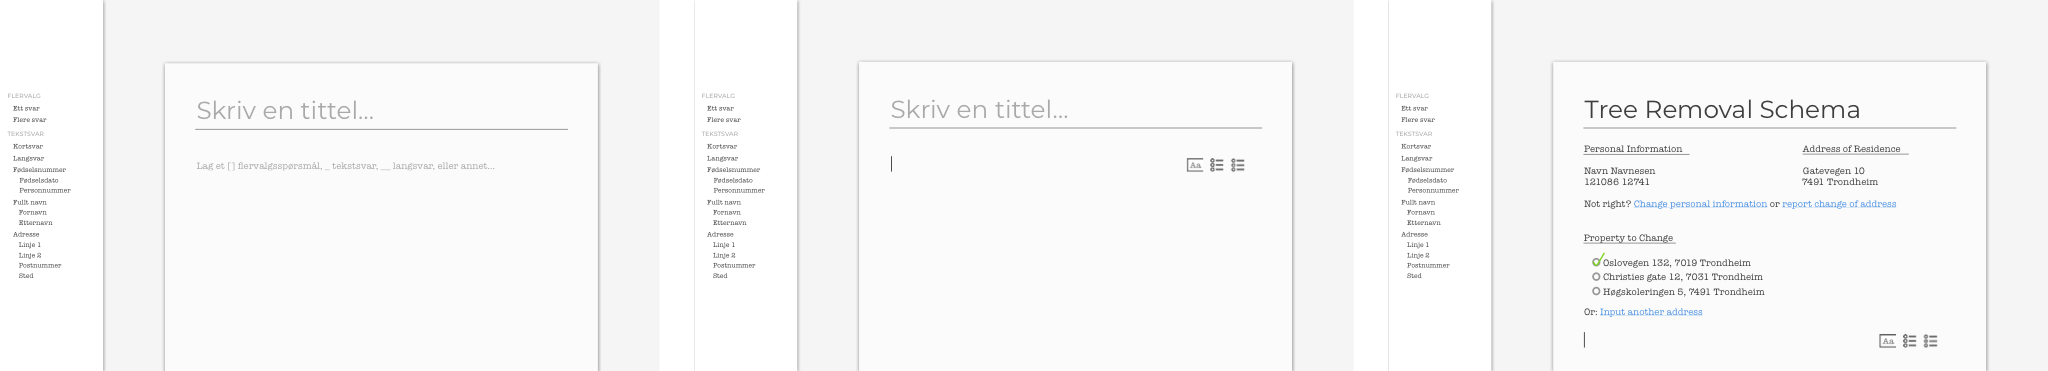 FLERVALG
Ett svar
Flere svar
TEKSTSVAR
Kortsvar
Langsvar
Fødselsnummer
Fødselsdato
Personnummer
Fullt navn
Fornavn
Etternavn
Adresse
Linje 1
Linje 2
Postnummer
Sted
Skriv en tittel...
Lag et [ ] flervalgsspørsmål, _ tekstsvar, __ langsvar, eller annet...
FLERVALG
Ett svar
Flere svar
TEKSTSVAR
Kortsvar
Langsvar
Fødselsnummer
Fødselsdato
Personnummer
Fullt navn
Fornavn
Etternavn
Adresse
Linje 1
Linje 2
Postnummer
Sted
Skriv en tittel...
Aa
FLERVALG
Ett svar
Flere svar
TEKSTSVAR
Kortsvar
Langsvar
Fødselsnummer
Fødselsdato
Personnummer
Fullt navn
Fornavn
Etternavn
Adresse
Linje 1
Linje 2
Postnummer
Sted
Tree Removal Schema
Personal Information
Navn Navnesen
121086 12741
Address of Residence
Gatevegen 10
7491 Trondheim
Not right? Change personal information or report change of address
Property to Change
Oslovegen 132, 7019 Trondheim
Christies gate 12, 7031 Trondheim
Høgskoleringen 5, 7491 Trondheim
Or: Input another address
Aa